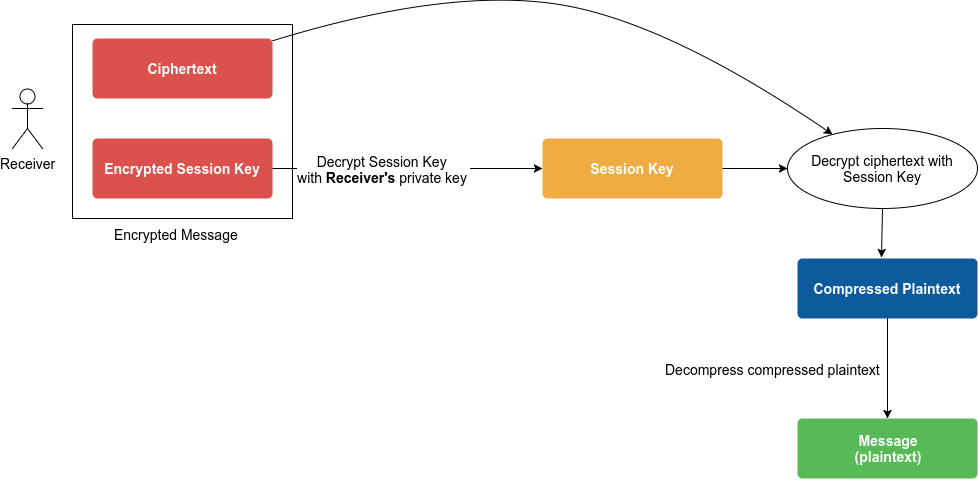 Ciphertext
Receiver
Encrypted Session Key
Decrypt Session Key
with Receiver's private key
Session Key
Decrypt ciphertext with
Session Key
Encrypted Message
Compressed Plaintext
Decompress compressed plaintext
Message
(plaintext)